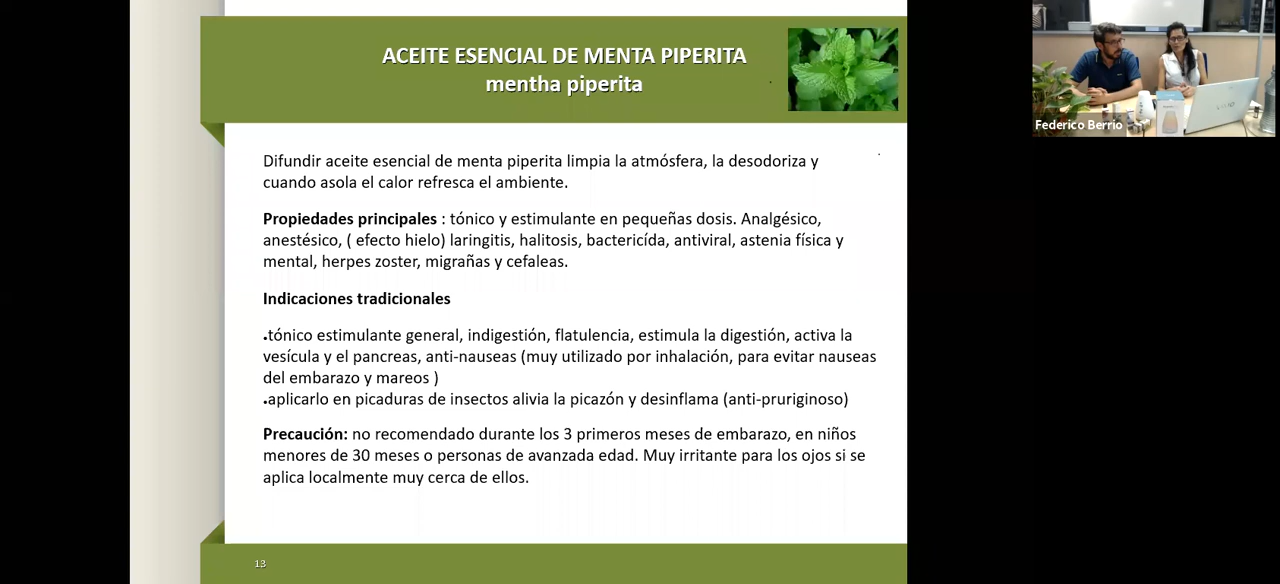 ACEITE ESENCIAL DE MENTA PIPERITA
mentha piperita
Federico Berrio
Difundir aceite esencial de menta piperita limpia la atmósfera, la desodoriza y
cuando asola el calor refresca el ambiente.
Propiedades principales : tónico y estimulante en pequeñas dosis. Analgésico,
anestésico, ( efecto hielo) laringitis, halitosis, bactericída, antiviral, astenia física y
mental, herpes zoster, migrañas y cefaleas.
Indicaciones tradicionales
.tónico estimulante general, indigestión, flatulencia, estimula la digestión, activa la
vesícula y el pancreas, anti-nauseas (muy utilizado por inhalación, para evitar nauseas
del embarazo y mareos )
.aplicarlo en picaduras de insectos alivia la picazón y desinflama (anti-pruriginoso)
Precaución: no recomendado durante los 3 primeros meses de embarazo, en niños
menores de 30 meses o personas de avanzada edad. Muy irritante para los ojos si se
aplica localmente muy cerca de ellos.
13